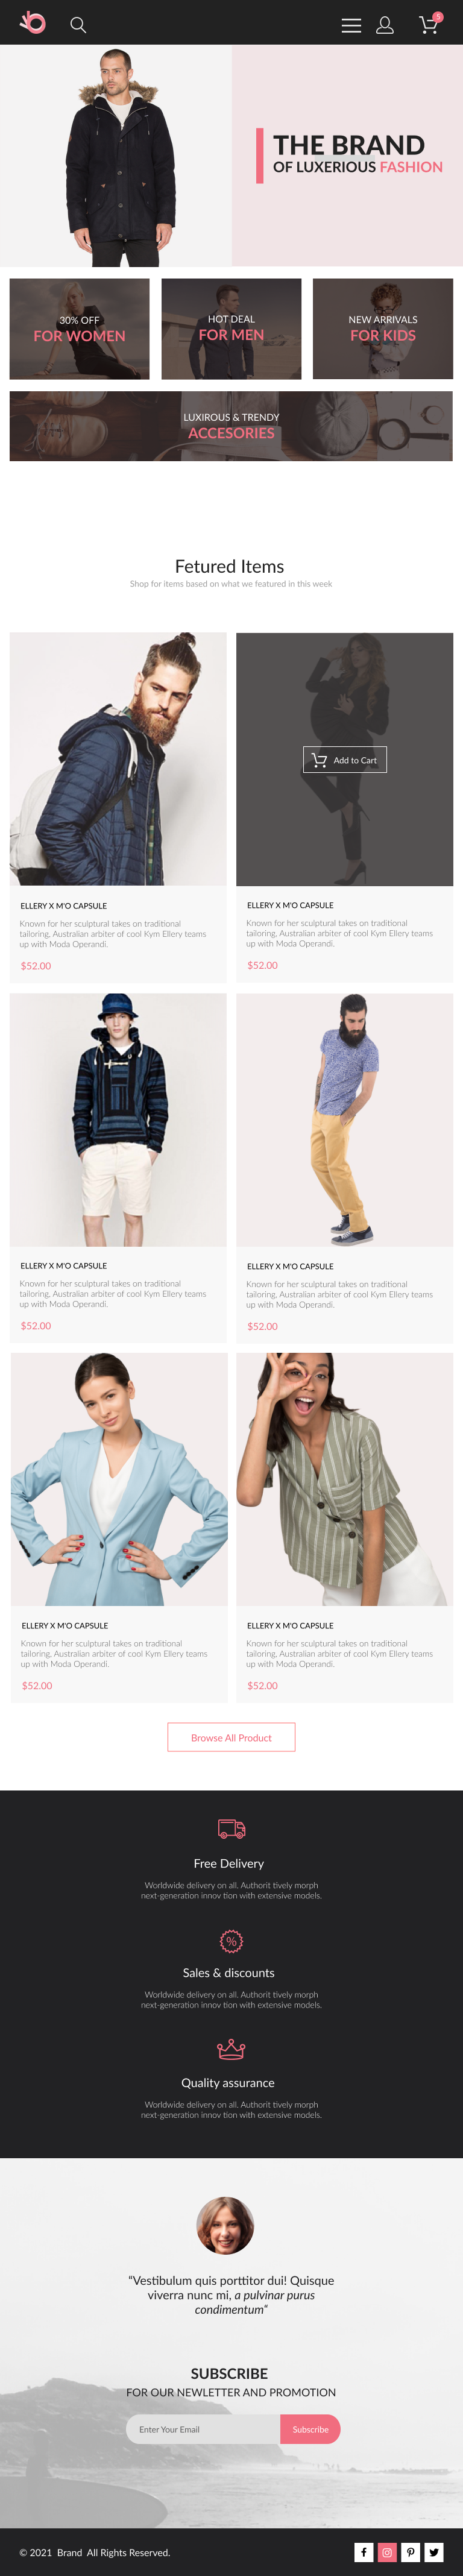 5
THE BRAND
OF LUXERIOUS FASHION
30% OFF
FOR WOMEN
HOT DEAL
FOR MEN
NEW ARRIVALS
FOR KIDS
LUXIROUS & TRENDY
ACCESORIES
Fetured Items
Shop for items based on what we featured in this week
ELLERY X M'O CAPSULE
Known for her sculptural takes on traditional
tailoring, Australian arbiter of cool Kym Ellery teams
up with Moda Operandi.
$52.00
Add to Cart
ELLERY X M'O CAPSULE
Known for her sculptural takes on traditional
tailoring, Australian arbiter of cool Kym Ellery teams
up with Moda Operandi.
$52.00
ELLERY X M'O CAPSULE
Known for her sculptural takes on traditional
tailoring, Australian arbiter of cool Kym Ellery teams
up with Moda Operandi.
$52.00
ELLERY X M'O CAPSULE
Known for her sculptural takes on traditional
tailoring, Australian arbiter of cool Kym Ellery teams
up with Moda Operandi.
$52.00
ELLERY X M'O CAPSULE
Known for her sculptural takes on traditional
tailoring, Australian arbiter of cool Kym Ellery teams
up with Moda Operandi.
$52.00
ELLERY X M'O CAPSULE
Known for her sculptural takes on traditional
tailoring, Australian arbiter of cool Kym Ellery teams
up with Moda Operandi.
$52.00
Browse All Product
Free Delivery
Worldwide delivery on all. Authorit tively morph
next-generation innov tion with extensive models.
%
Sales & discounts
Worldwide delivery on all. Authorit tively morph
next-generation innov tion with extensive models.
Quality assurance
Worldwide delivery on all. Authorit tively morph
next-generation innov tion with extensive models.
“Vestibulum quis porttitor dui! Quisque
viverra nunc mi, a pulvinar purus
condimentum“
SUBSCRIBE
FOR OUR NEWLETTER AND PROMOTION
Enter Your Email
Subscribe
© 2021 Brand All Rights Reserved.